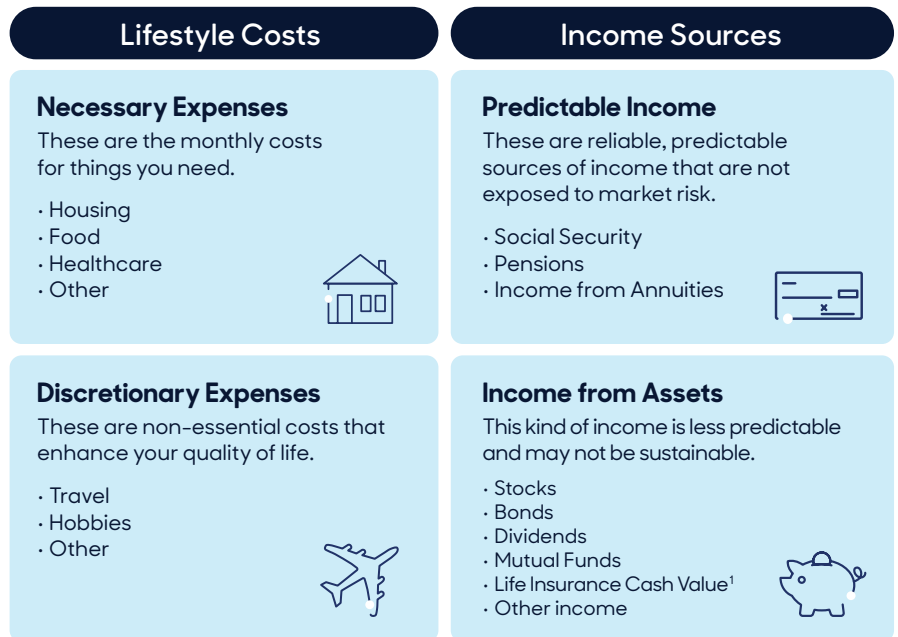 Lifestyle Costs
Income Sources
Necessary Expenses
These are the monthly costs
for things you need.
· Housing
· Food
· Healthcare
· Other
Predictable Income
These are reliable, predictable
sources of income that are not
exposed to market risk.
· Social Security
· Pensions
· Income from Annuities
Discretionary Expenses
These are non-essential costs that
enhance your quality of life.
· Travel
· Hobbies
· Other
Income from Assets
This kind of income is less predictable
and may not be sustainable.
· Stocks
· Bonds
· Dividends
· Mutual Funds
· Life Insurance Cash Value¹
· Other income